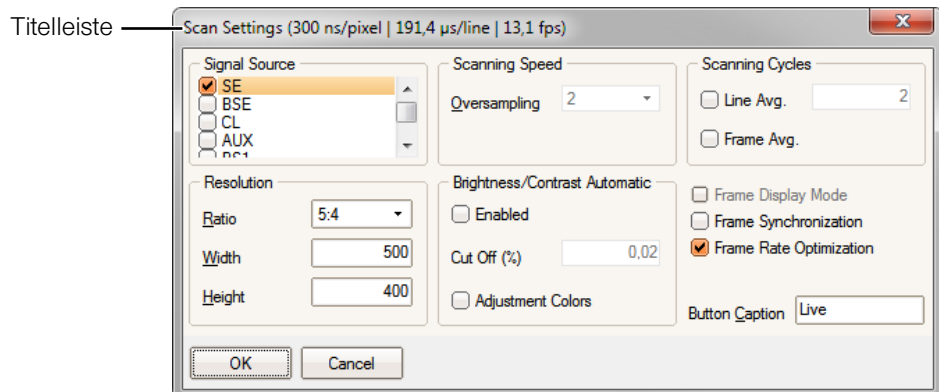 Titelleiste
Scan Settings (300 ns/pixel | 191,4 µs/line | 13,1 fps)
Signal Source
SE
BSE
CL
AUX
BS1
Scanning Speed
Oversampling 2
Scanning Cycles
Line Avg. 2
Frame Avg.
Resolution
Ratio 5:4
Width 500
Height 400
Brightness/Contrast Automatic
Enabled
Cut Off (%) 0,02
Adjustment Colors
Frame Display Mode
Frame Synchronization
Frame Rate Optimization
Button Caption Live
OK Cancel